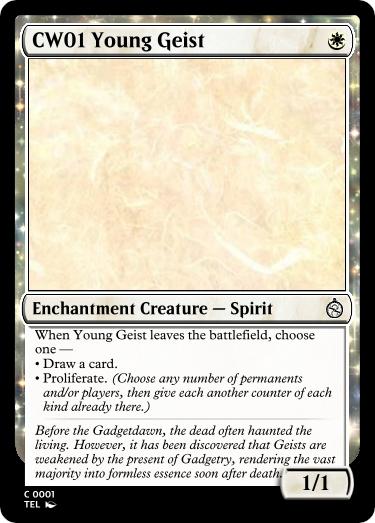 CW01 Young Geist
Enchantment Creature — Spirit
When Young Geist leaves the battlefield, choose
one —
• Draw a card.
• Proliferate. (Choose any number of permanents
and/or players, then give each another counter of each
kind already there.)
Before the Gadgetdawn, the dead often haunted the
living. However, it has been discovered that Geists are
weakened by the present of Gadgetry, rendering the vast
majority into formless essence soon after death.
1/1
C 0001
TEL